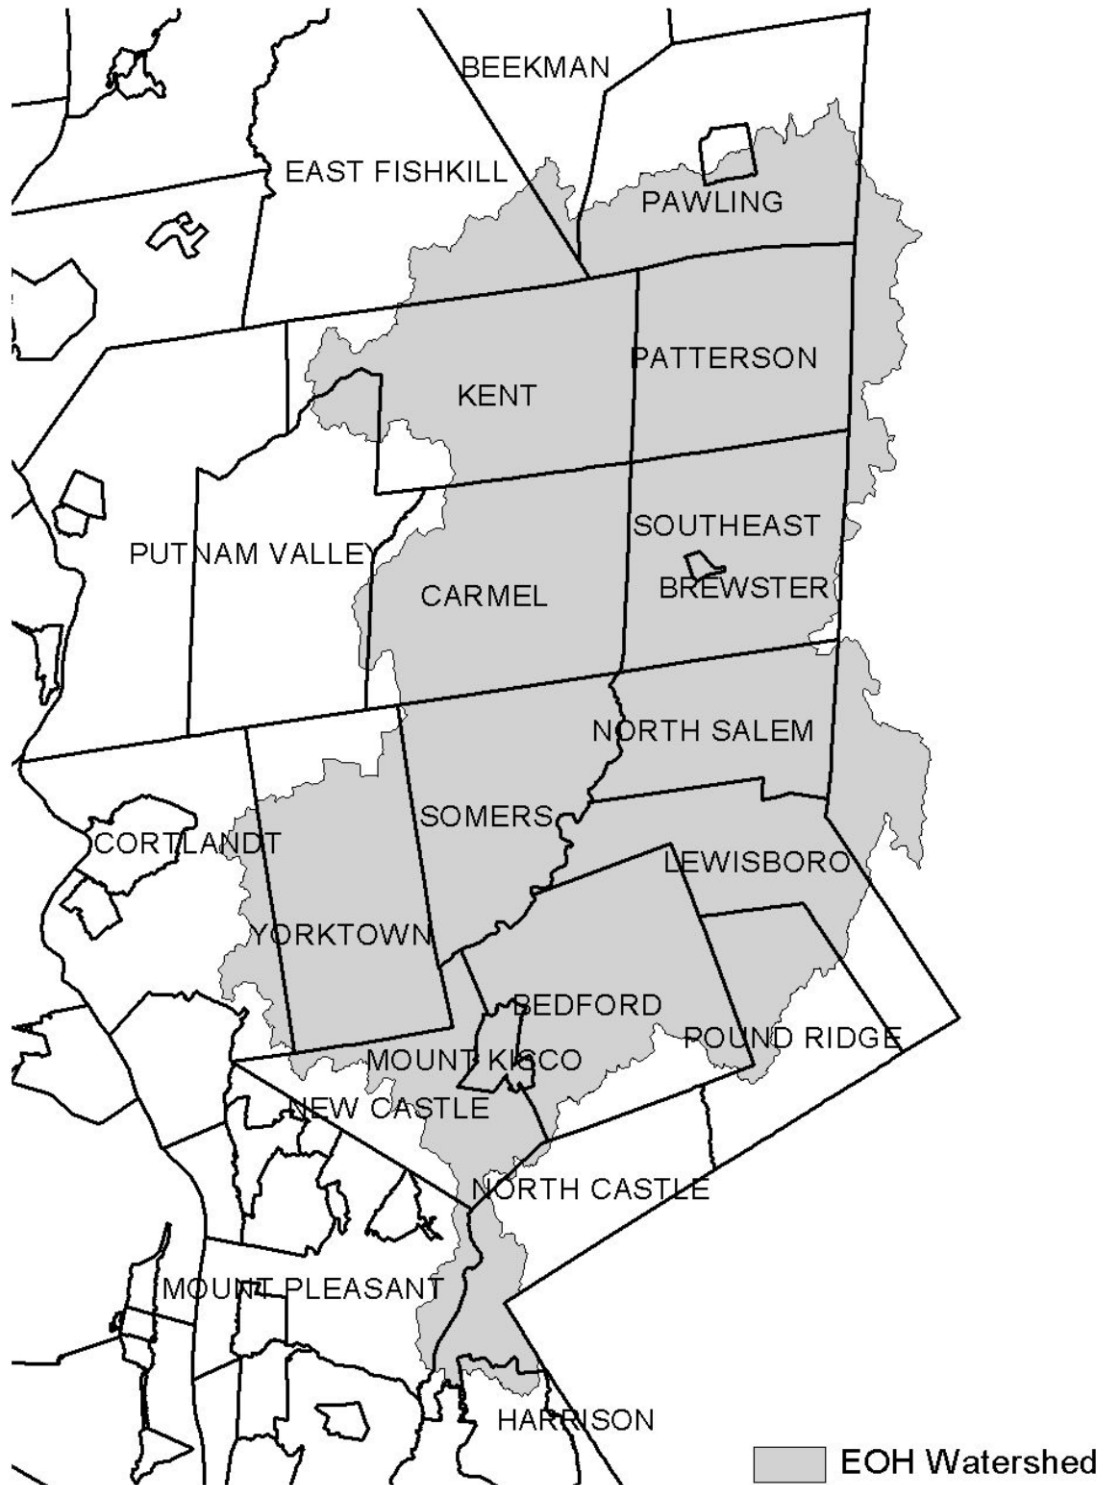 BEEKMAN
EAST FISHKILL
PAWLING
PATTERSON
KENT
SOUTHEAST
PUTNAM VALLEY
BREWSTER
CARMEL
NORTH SALEM
SOMERS
CORTLANDT
LEWISBORO
YORKTOWN
BEDFORD
POUND RIDGE
MOUNT KISCO
NEW CASTLE
NORTH CASTLE
MOUNT PLEASANT
HARRISON
EOH Watershed